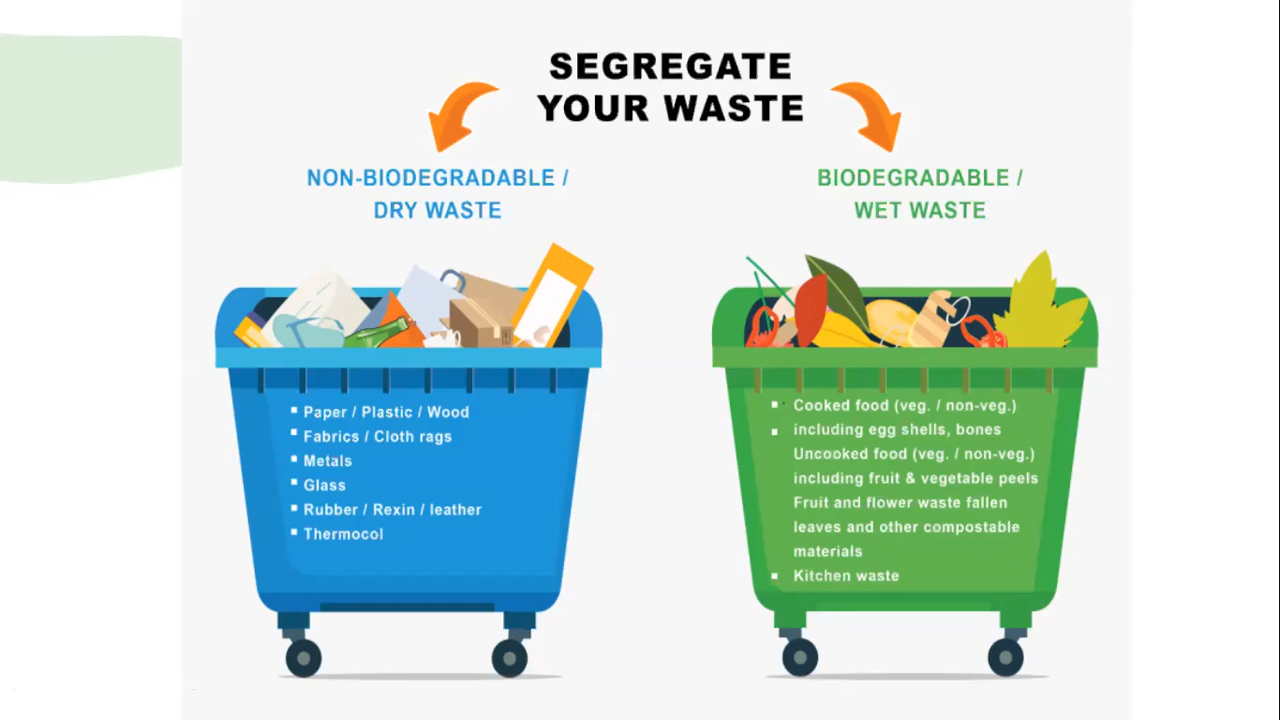 SEGREGATE
YOUR WASTE
NON-BIODEGRADABLE /
DRY WASTE
Paper / Plastic / Wood
Fabrics / Cloth rags
Metals
Glass
Rubber / Rexin / leather
Thermocol
BIODEGRADABLE /
WET WASTE
Cooked food (veg. / non-veg.)
including egg shells, bones
Uncooked food (veg. / non-veg.)
including fruit & vegetable peels
Fruit and flower waste fallen
leaves and other compostable
materials
Kitchen waste